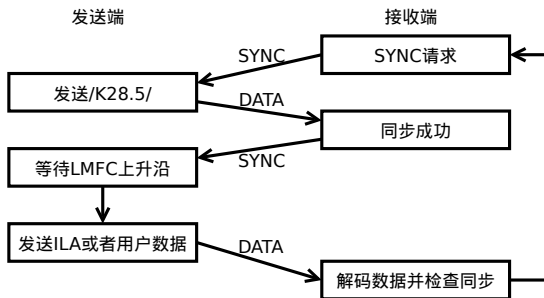 发送端
接收端
SYNC
SYNC请求
发送/K28.5/
DATA
同步成功
SYNC
等待LMFC上升沿
发送ILA或者用户数据
DATA
解码数据并检查同步